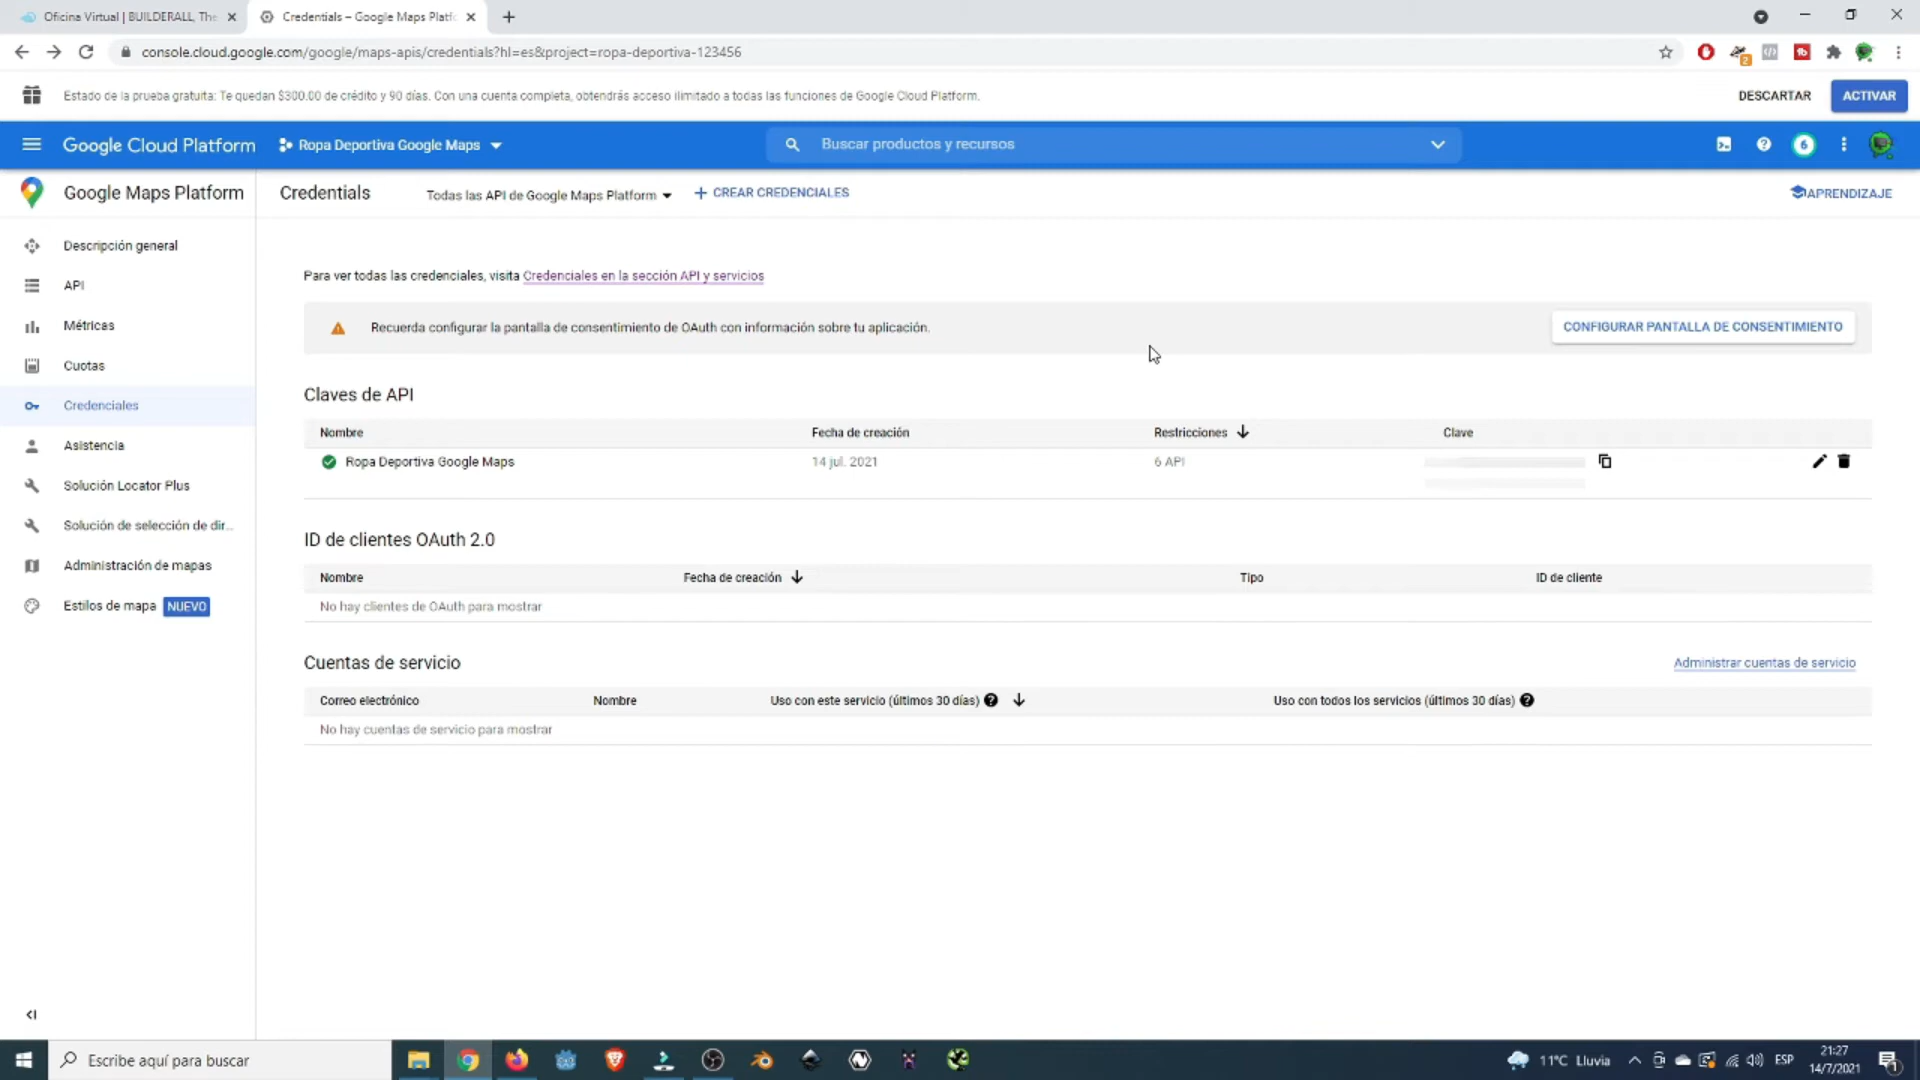 Oficina Virtual | BUILDERALL, The
Credentials – Google Maps Platfo
console.cloud.google.com/google/maps-apis/credentials?hl=es&project=ropa-deportiva-123456
2
Estado de la prueba gratuita: Te quedan $300.00 de crédito y 90 días. Con una cuenta completa, obtendrás acceso ilimitado a todas las funciones de Google Cloud Platform.
DESCARTAR
ACTIVAR
Google Cloud Platform
Ropa Deportiva Google Maps
Buscar productos y recursos
6
Google Maps Platform
Credentials
Todas las API de Google Maps Platform
CREAR CREDENCIALES
APRENDIZAJE
Descripción general
API
Métricas
Cuotas
Credenciales
Asistencia
Solución Locator Plus
Solución de selección de dir...
Administración de mapas
Estilos de mapa NUEVO
Para ver todas las credenciales, visita Credenciales en la sección API y servicios
Recuerda configurar la pantalla de consentimiento de OAuth con información sobre tu aplicación.
CONFIGURAR PANTALLA DE CONSENTIMIENTO
Claves de API
Nombre Fecha de creación Restricciones Clave
Ropa Deportiva Google Maps 14 jul. 2021 6 API
ID de clientes OAuth 2.0
Nombre Fecha de creación Tipo ID de cliente
No hay clientes de OAuth para mostrar
Cuentas de servicio
Administrar cuentas de servicio
Correo electrónico Nombre Uso con este servicio (últimos 30 días) Uso con todos los servicios (últimos 30 días)
No hay cuentas de servicio para mostrar
Escribe aquí para buscar
11°C Lluvia
ESP
21:27
14/7/2021
1